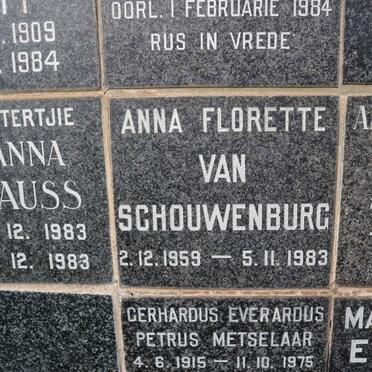 1909
1984
OORL. 1 FEBRUARIE 1984
RUS IN VREDE
TERTJIE
ANNA
AUSS
12. 1983
12. 1983
ANNA FLORETTE
VAN
SCHOUWENBURG
2.12.1959 — 5.11.1983
GERHARDUS EVERARDUS
PETRUS METSELAAR
4.6.1915 — 11.10.1975
MA
E